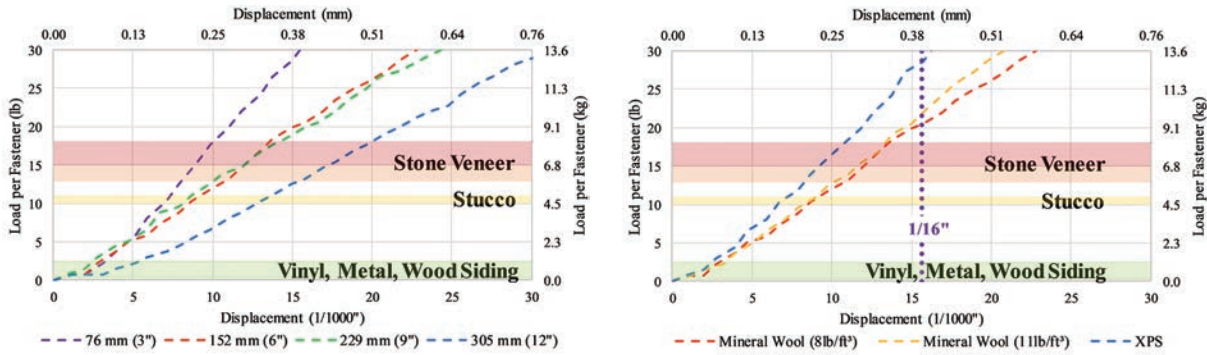 Displacement (mm)
0.00 0.13 0.25 0.38 0.51 0.64 0.76
Load per Fastener (lb)
30
25
20
15
10
5
0
13.6
11.3
9.1
6.8
4.5
2.3
0.0
Load per Fastener (kg)
Stone Veneer
Stucco
Vinyl, Metal, Wood Siding
0 5 10 15 20 25 30
Displacement (1/1000")
76 mm (3") 152 mm (6") 229 mm (9") 305 mm (12")
Displacement (mm)
0.00 0.13 0.25 0.38 0.51 0.64 0.76
Load per Fastener (lb)
30
25
20
15
10
5
0
13.6
11.3
9.1
6.8
4.5
2.3
0.0
Load per Fastener (kg)
Stone Veneer
Stucco
1/16"
Vinyl, Metal, Wood Siding
0 5 10 15 20 25 30
Displacement (1/1000")
Mineral Wool (8lb/ft³) Mineral Wool (11lb/ft³) XPS